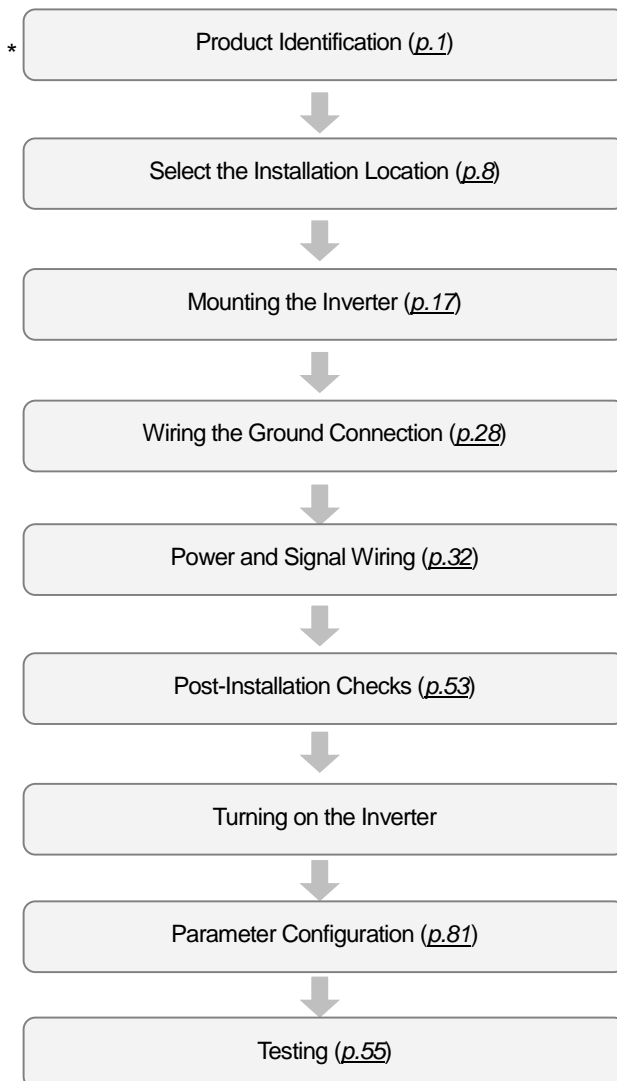 * Product Identification (p.1)
Select the Installation Location (p.8)
Mounting the Inverter (p.17)
Wiring the Ground Connection (p.28)
Power and Signal Wiring (p.32)
Post-Installation Checks (p.53)
Turning on the Inverter
Parameter Configuration (p.81)
Testing (p.55)